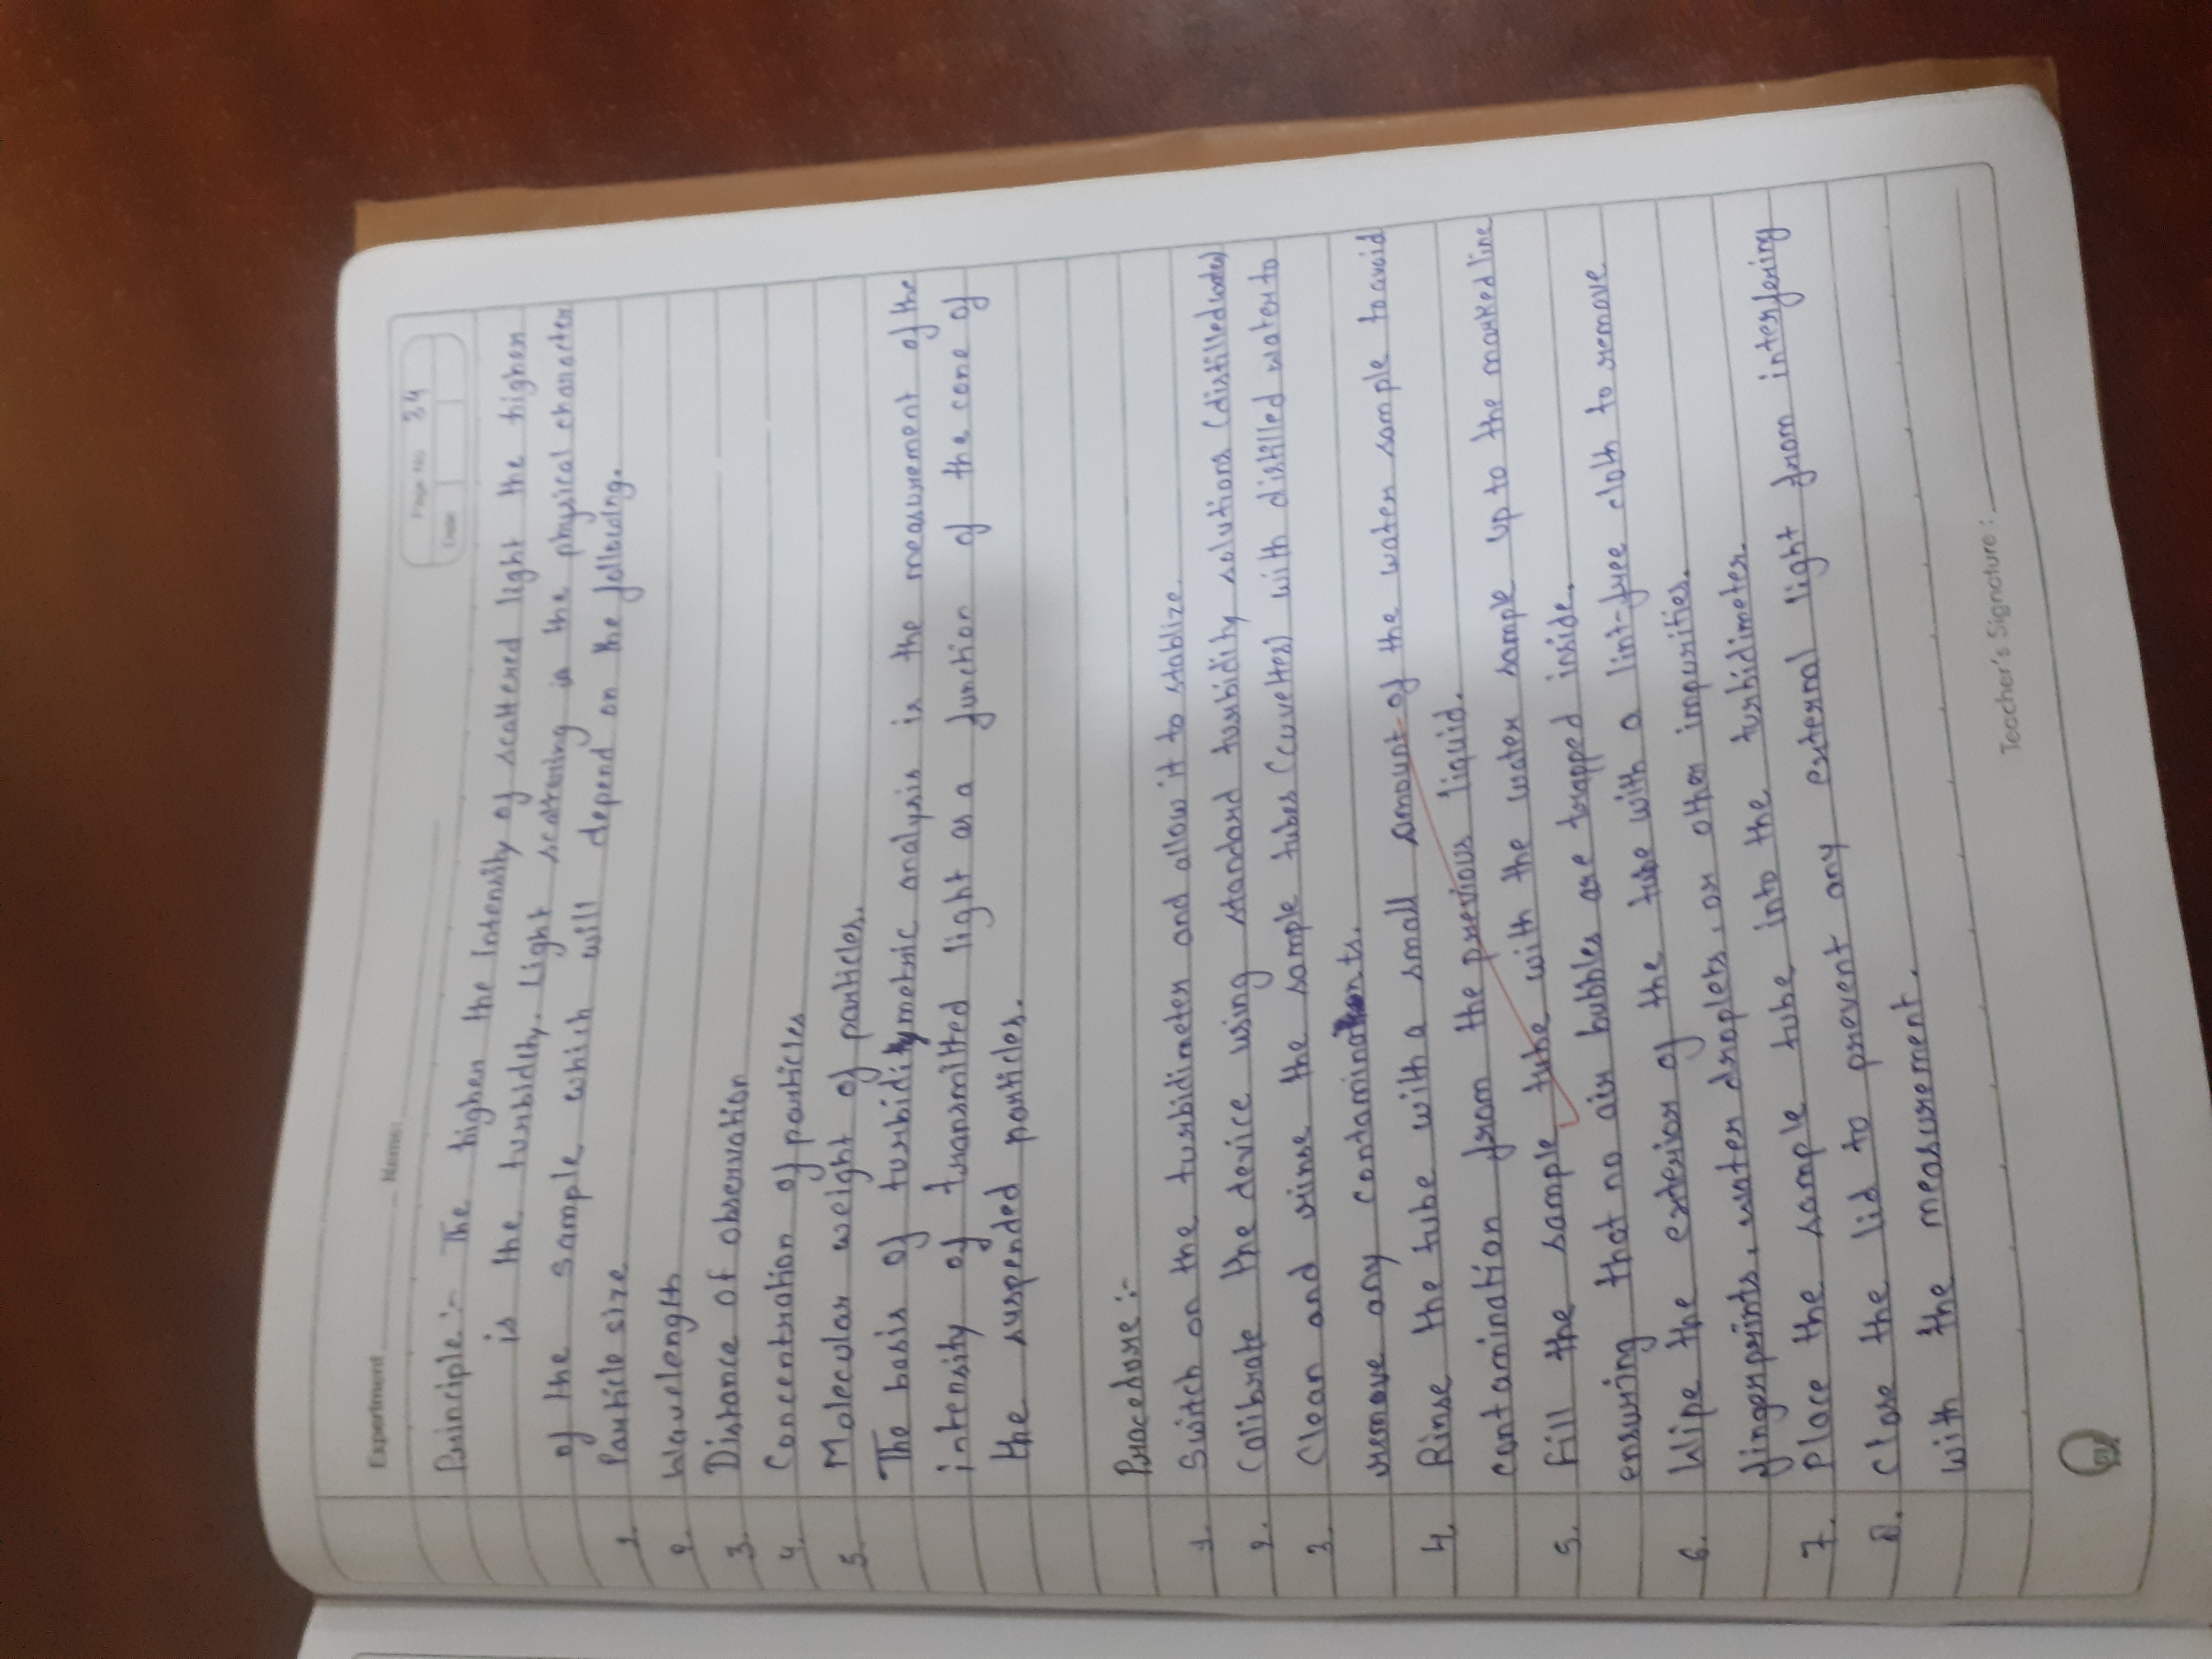 Page No 34
Date
Experiment Name:
Principle :- The higher the Intensity of scattered light the higher
is the turbidity. Light scattering is the physical character
of the sample which will depend on the following.
1. Particle size
2. Wavelength
3. Distance of observation
4. Concentration of particles
5. Molecular weight of particles.
The basis of turbiditymetric analysis is the measurement of the
intensity of transmitted light as a function of the cone of
the suspended particles.
Procedure :-
1. Switch on the turbidimeter and allow it to stablize.
2. Calibrate the device using standard turbidity solutions (distilled water)
3. Clean and rinse the sample tubes (cuvettes) with distilled water to
remove any contaminants.
4. Rinse the tube with a small amount of the water sample to avoid
contamination from the previous liquid.
5. Fill the sample tube with the water sample up to the marked line
ensuring that no air bubbles are trapped inside.
6. Wipe the exterior of the tube with a lint-free cloth to remove
fingerprints, water droplets, or other impurities.
7. Place the sample tube into the turbidimeter.
8. Close the lid to prevent any external light from interfering
with the measurement.
Teacher's Signature :